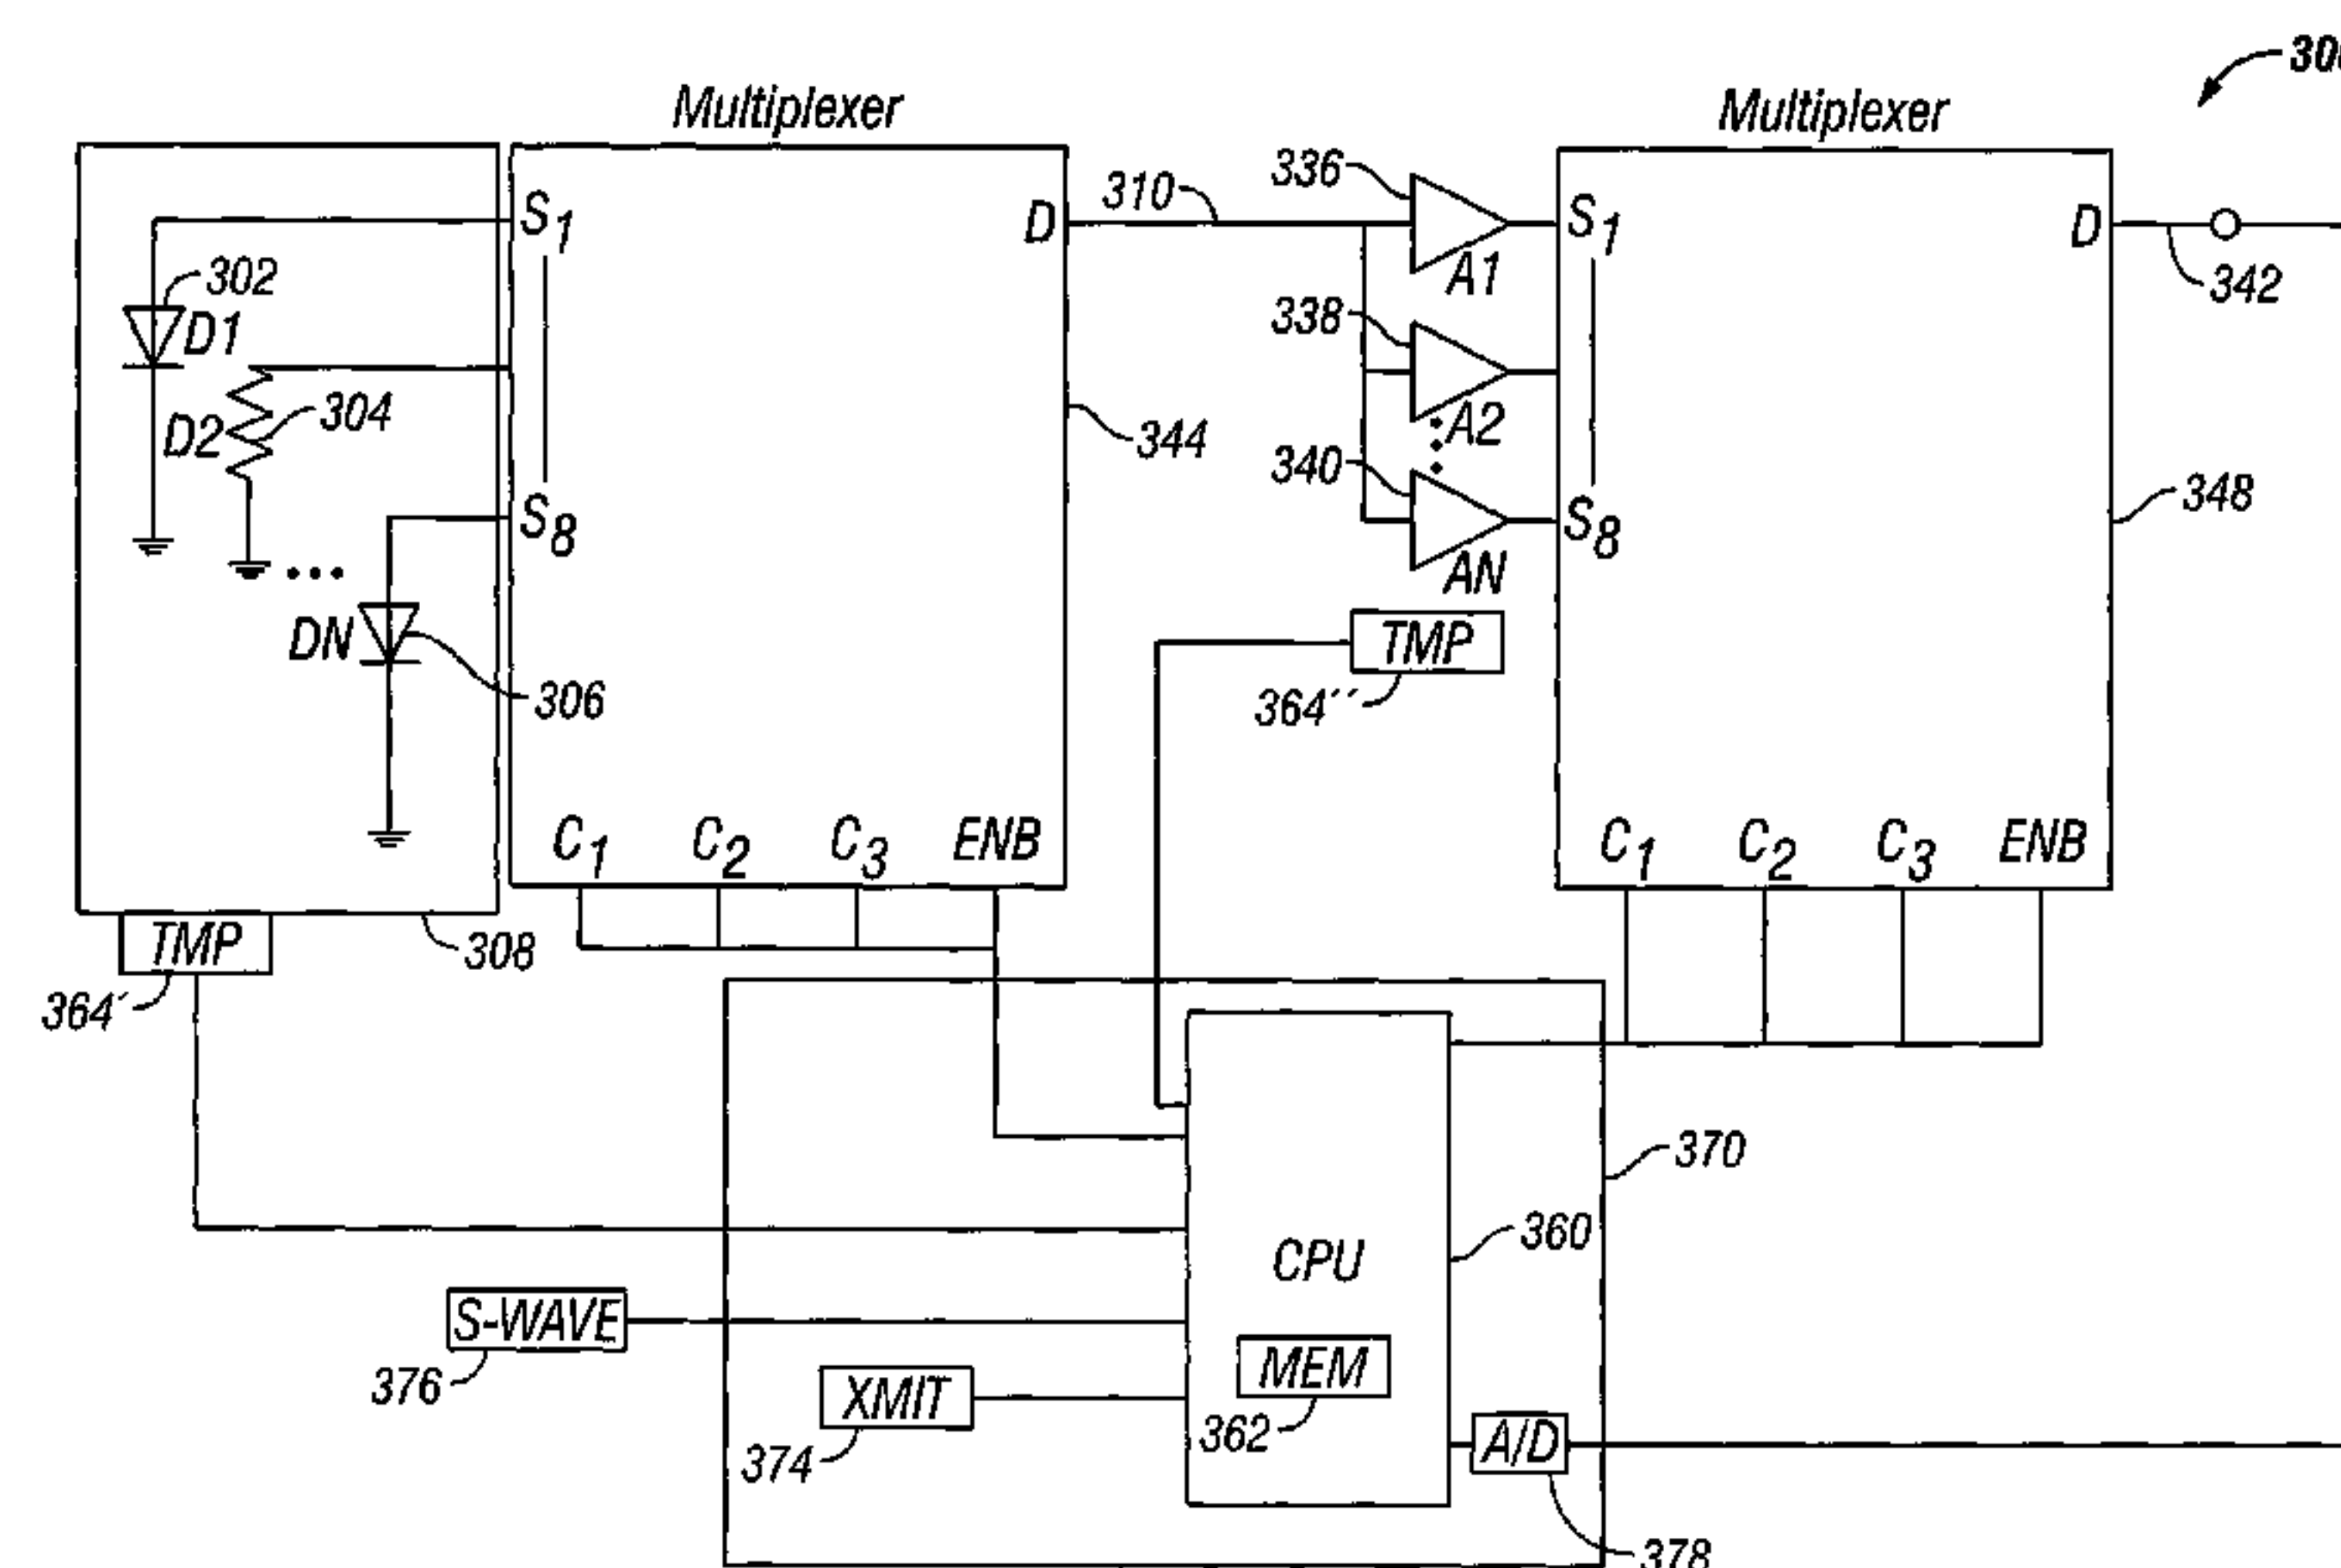 Multiplexer
Multiplexer
336
310
S1
D
S1
D
302
A1
342
D1
338
304
D2
A2
344
340
348
S8
S8
AN
DN
TMP
306
364′′
C1 C2 C3 ENB
C1 C2 C3 ENB
TMP
308
364′
370
360
CPU
S-WAVE
MEM
376
XMIT
362
A/D
374
378